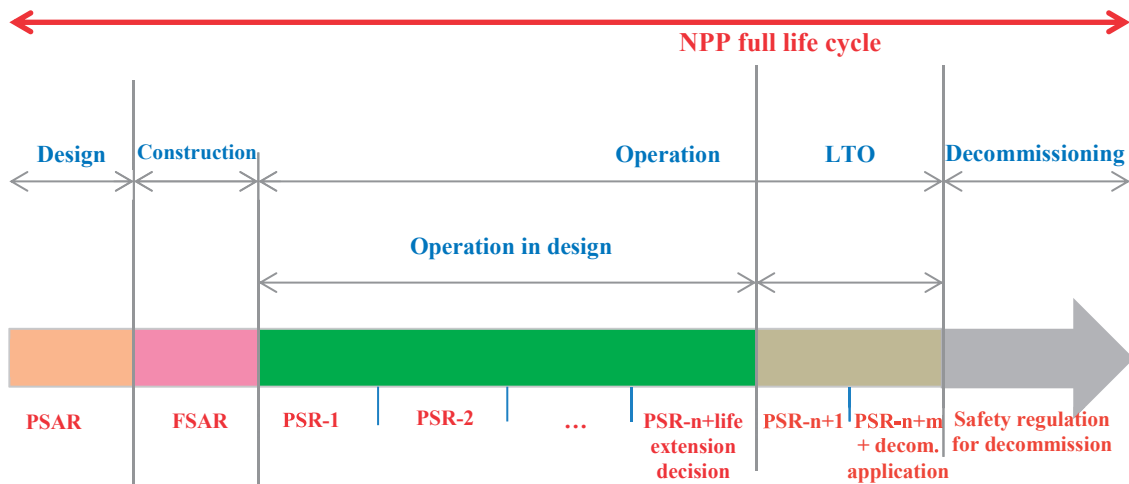 NPP full life cycle
Design
Construction
Operation
LTO
Decommissioning
Operation in design
PSAR
FSAR
PSR-1
PSR-2
...
PSR-n+life
extension
decision
PSR-n+1
PSR-n+m
+ decom.
application
Safety regulation
for decommission